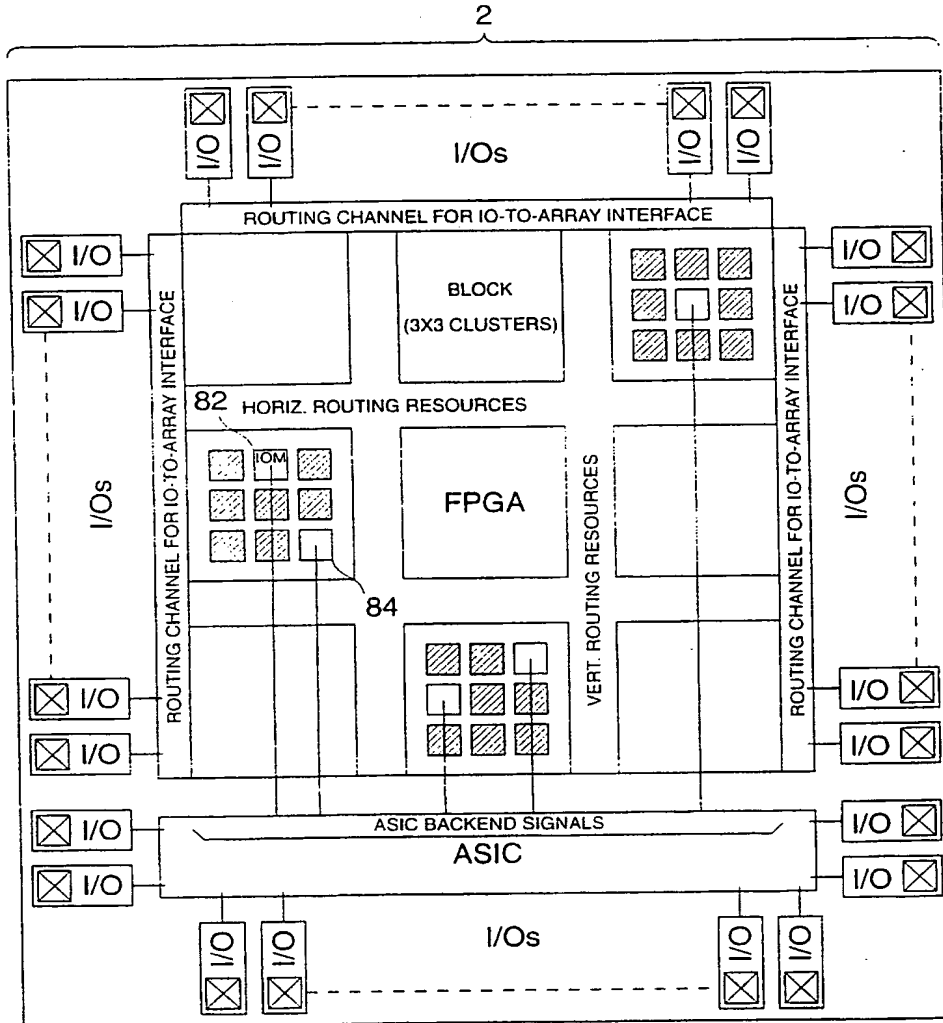 2
I/O
I/O
I/O
I/O
I/Os
ROUTING CHANNEL FOR IO-TO-ARRAY INTERFACE
I/O
I/O
I/O
I/O
BLOCK
(3X3 CLUSTERS)
ROUTING CHANNEL FOR IO-TO-ARRAY INTERFACE
ROUTING CHANNEL FOR IO-TO-ARRAY INTERFACE
82
HORIZ. ROUTING RESOURCES
IOM
I/Os
FPGA
VERT. ROUTING RESOURCES
I/Os
84
I/O
I/O
I/O
I/O
ASIC BACKEND SIGNALS
ASIC
I/O
I/O
I/O
I/O
I/O
I/O
I/Os
I/O
I/O